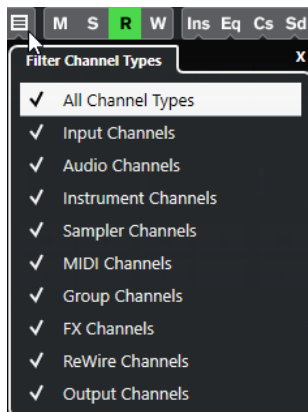 M S R W Ins Eq Cs Sd
Filter Channel Types X
✓ All Channel Types
✓ Input Channels
✓ Audio Channels
✓ Instrument Channels
✓ Sampler Channels
✓ MIDI Channels
✓ Group Channels
✓ FX Channels
✓ ReWire Channels
✓ Output Channels